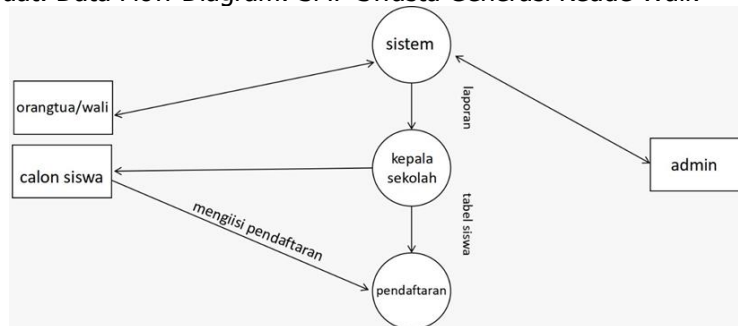 sistem
orangtua/wali
laporan
kepala
sekolah
calon siswa
admin
mengiisi pendaftaran
tabel siswa
pendaftaran